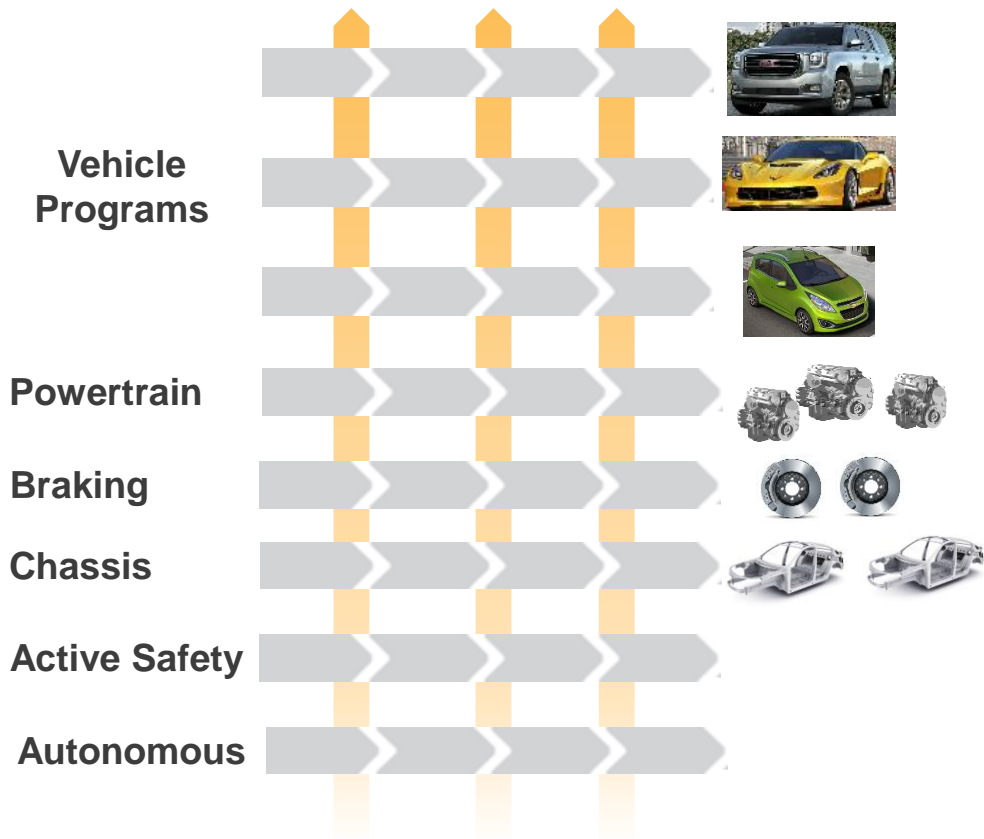 Vehicle
Programs
Powertrain
Braking
Chassis
Active Safety
Autonomous